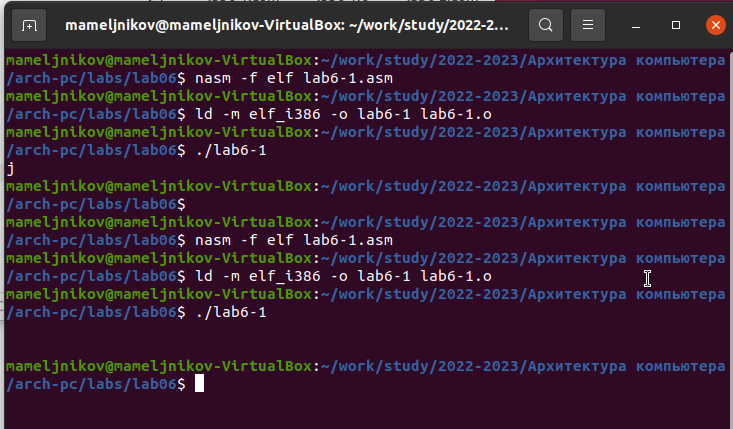 mameljnikov@mameljnikov-VirtualBox: ~/work/study/2022-2...
mameljnikov@mameljnikov-VirtualBox:~/work/study/2022-2023/Архитектура компьютера
/arch-pc/labs/lab06$ nasm -f elf lab6-1.asm
mameljnikov@mameljnikov-VirtualBox:~/work/study/2022-2023/Архитектура компьютера
/arch-pc/labs/lab06$ ld -m elf_i386 -o lab6-1 lab6-1.o
mameljnikov@mameljnikov-VirtualBox:~/work/study/2022-2023/Архитектура компьютера
/arch-pc/labs/lab06$ ./lab6-1
j
mameljnikov@mameljnikov-VirtualBox:~/work/study/2022-2023/Архитектура компьютера
/arch-pc/labs/lab06$
mameljnikov@mameljnikov-VirtualBox:~/work/study/2022-2023/Архитектура компьютера
/arch-pc/labs/lab06$ nasm -f elf lab6-1.asm
mameljnikov@mameljnikov-VirtualBox:~/work/study/2022-2023/Архитектура компьютера
/arch-pc/labs/lab06$ ld -m elf_i386 -o lab6-1 lab6-1.o
mameljnikov@mameljnikov-VirtualBox:~/work/study/2022-2023/Архитектура компьютера
/arch-pc/labs/lab06$ ./lab6-1
mameljnikov@mameljnikov-VirtualBox:~/work/study/2022-2023/Архитектура компьютера
/arch-pc/labs/lab06$